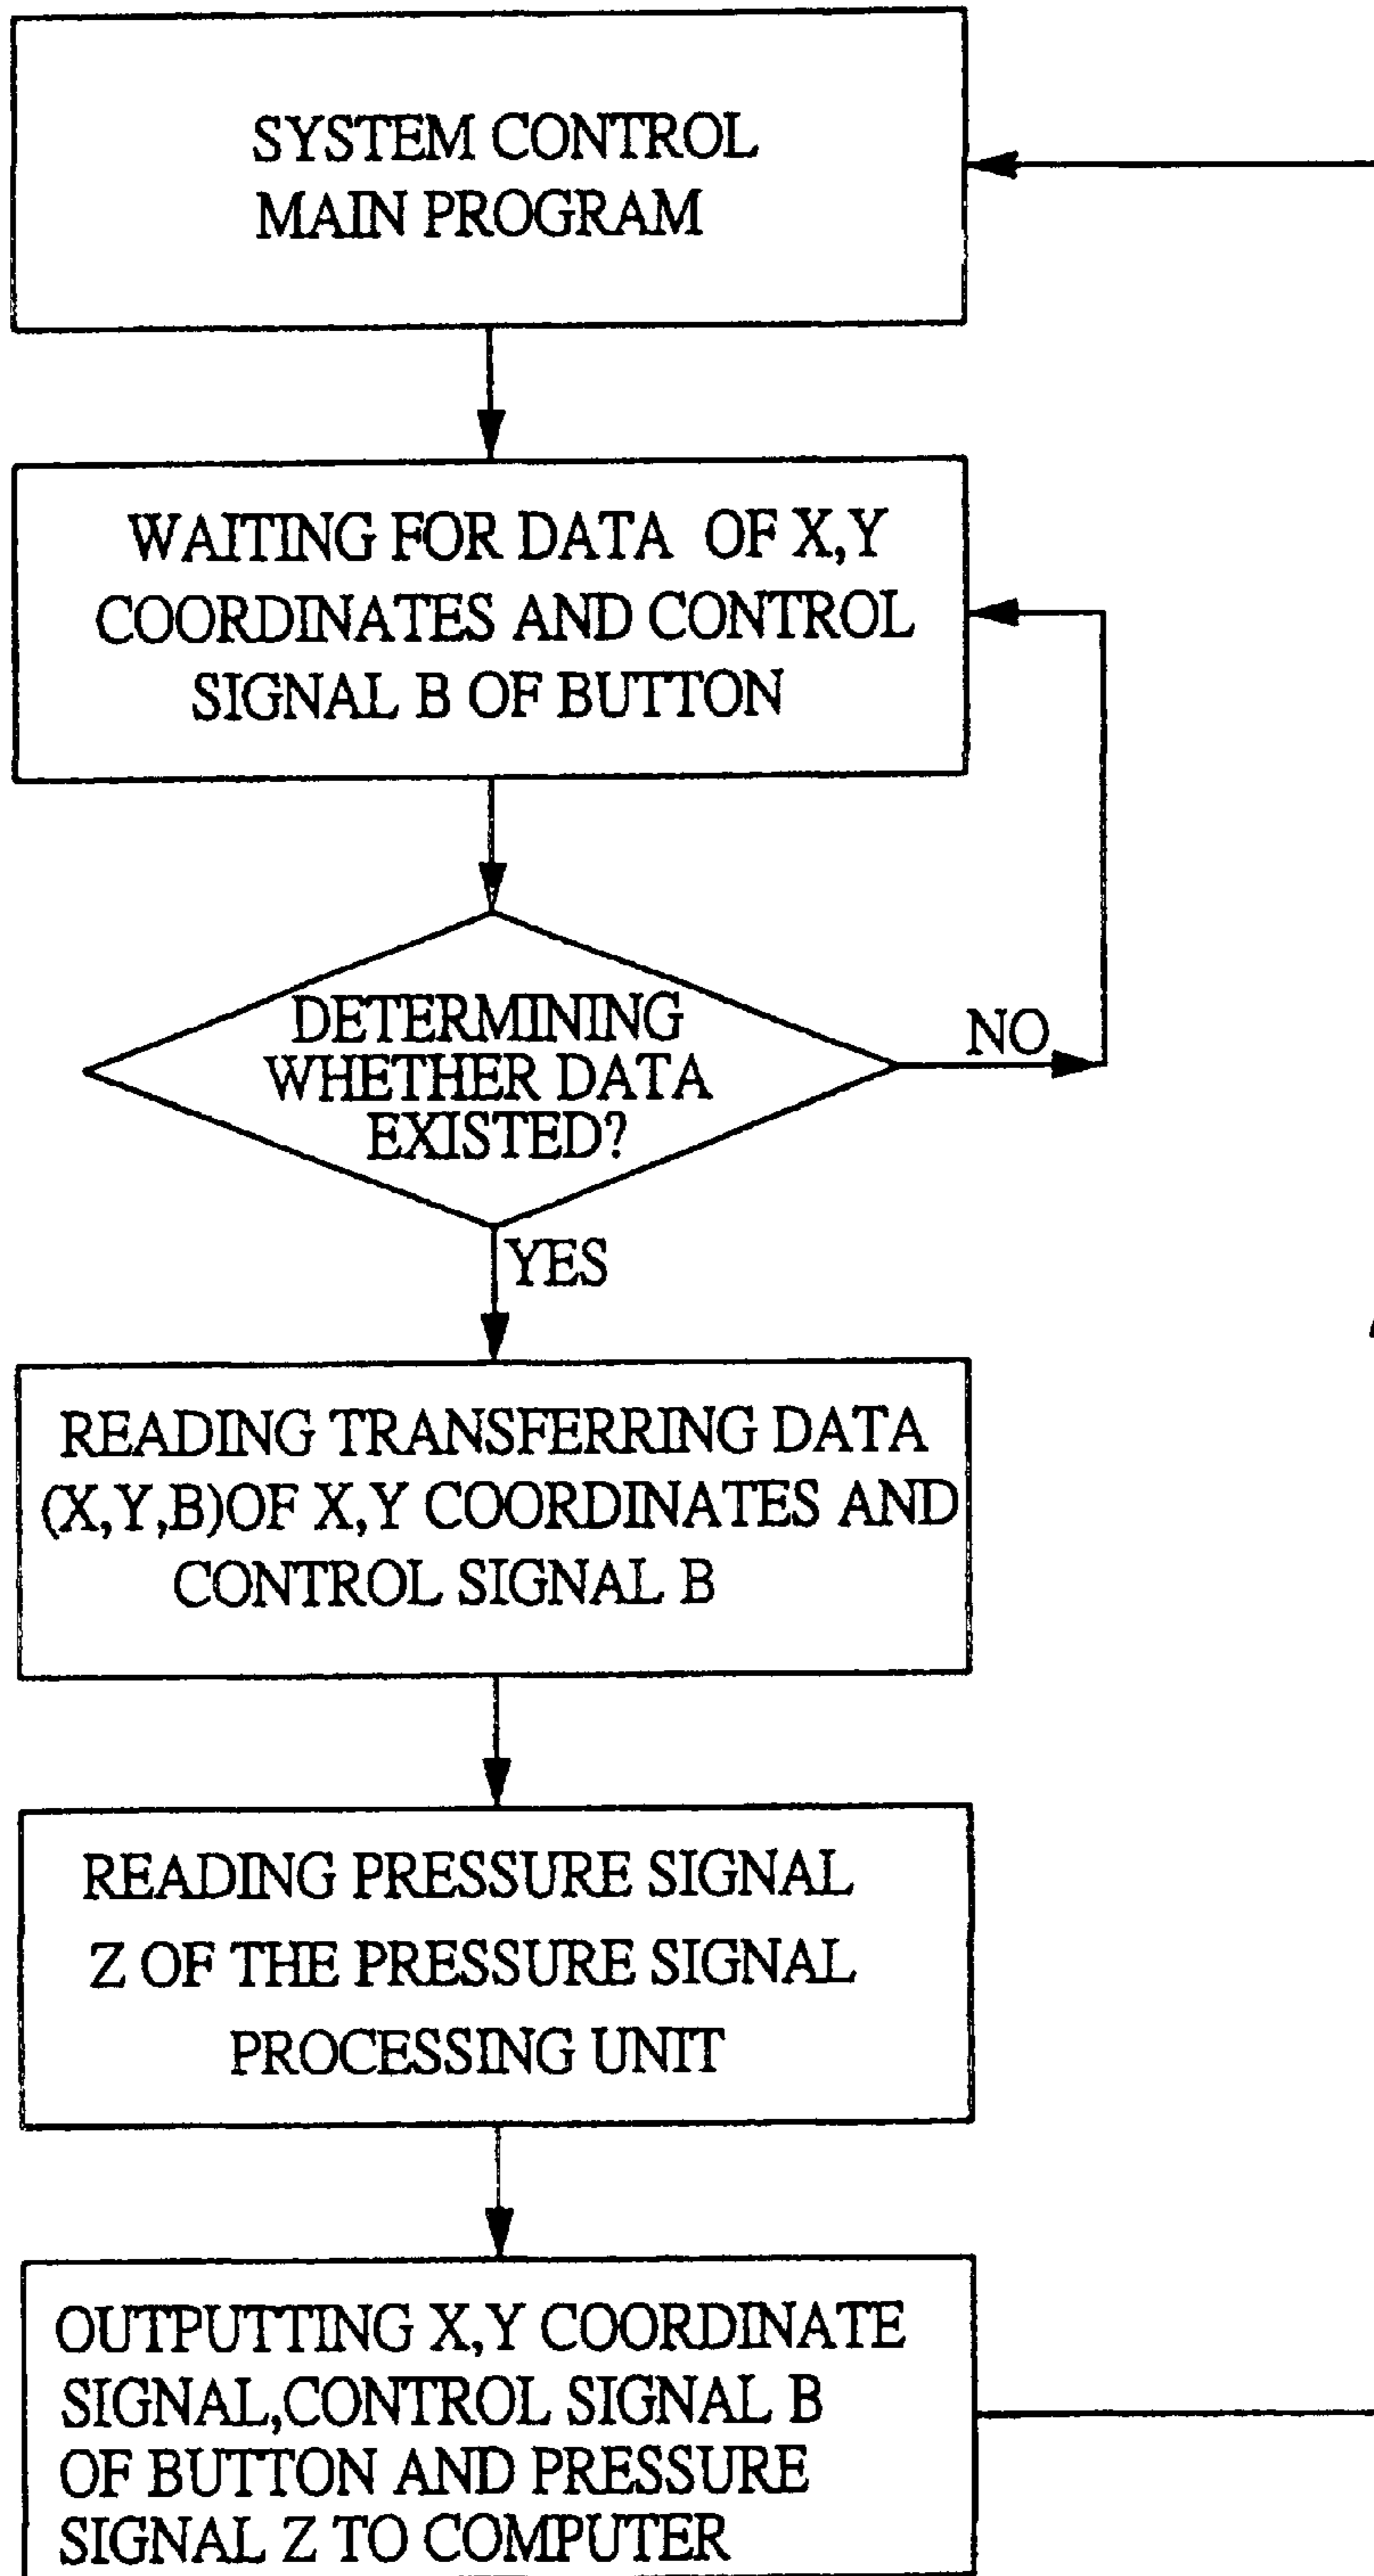 SYSTEM CONTROL
MAIN PROGRAM
WAITING FOR DATA OF X,Y
COORDINATES AND CONTROL
SIGNAL B OF BUTTON
DETERMINING
WHETHER DATA
EXISTED?
NO
YES
READING TRANSFERRING DATA
(X,Y,B)OF X,Y COORDINATES AND
CONTROL SIGNAL B
READING PRESSURE SIGNAL
Z OF THE PRESSURE SIGNAL
PROCESSING UNIT
OUTPUTTING X,Y COORDINATE
SIGNAL,CONTROL SIGNAL B
OF BUTTON AND PRESSURE
SIGNAL Z TO COMPUTER